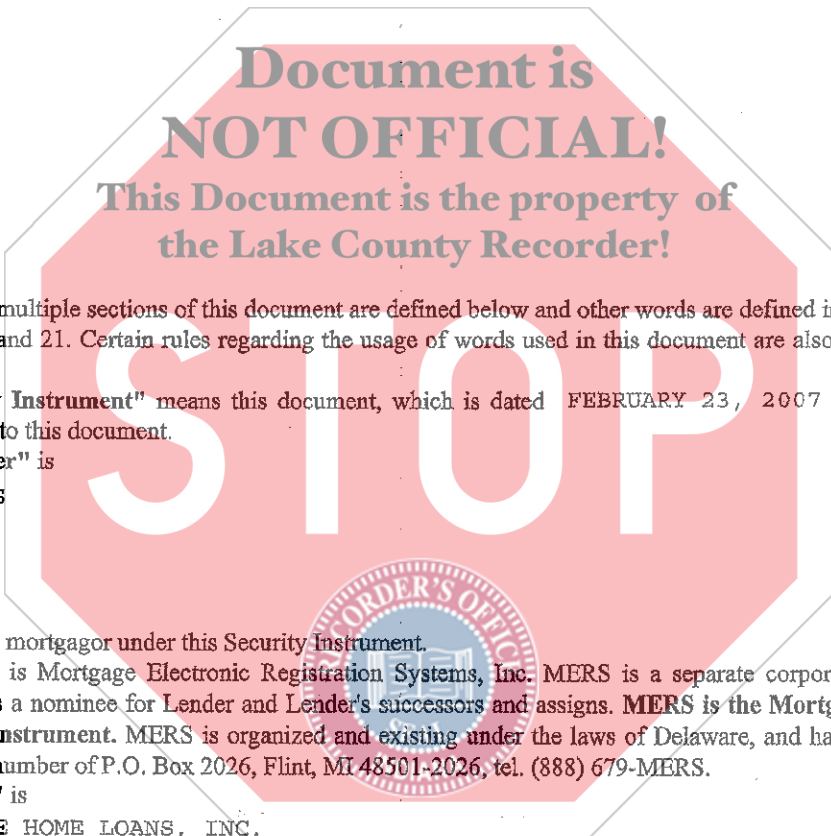 Document is
NOT OFFICIAL!
This Document is the property of
the Lake County Recorder!
multiple sections of this document are defined below and other words are defined i
and 21. Certain rules regarding the usage of words used in this document are also
Instrument" means this document, which is dated FEBRUARY 23, 2007
to this document.
er" is
S
STOP
mortgagor under this Security Instrument.
is Mortgage Electronic Registration Systems, Inc. MERS is a separate corpor
a nominee for Lender and Lender's successors and assigns. MERS is the Mortg
nstrument. MERS is organized and existing under the laws of Delaware, and ha
number of P.O. Box 2026, Flint, MI 48501-2026, tel. (888) 679-MERS.
" is
E HOME LOANS, INC.
RECORDER'S OFFIC
SEAL